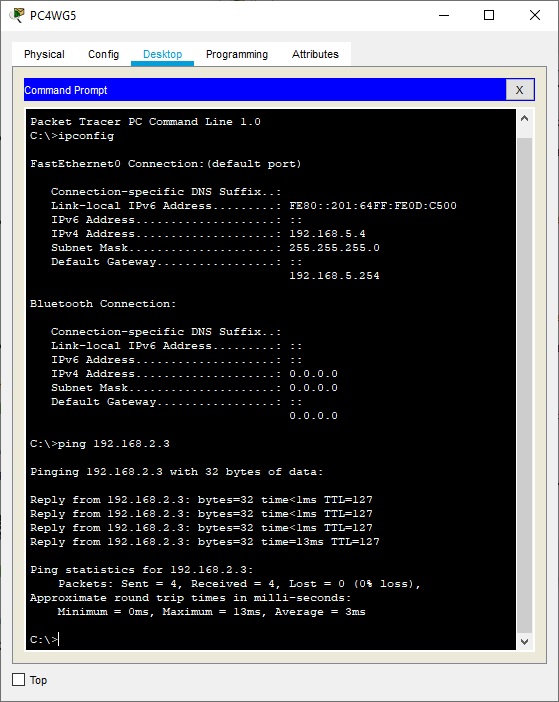 PC4WG5
Physical Config Desktop Programming Attributes
Command Prompt X
Packet Tracer PC Command Line 1.0
C:\>ipconfig
FastEthernet0 Connection:(default port)
Connection-specific DNS Suffix..:
Link-local IPv6 Address.........: FE80::201:64FF:FE0D:C500
IPv6 Address....................: ::
IPv4 Address....................: 192.168.5.4
Subnet Mask.....................: 255.255.255.0
Default Gateway.................: ::
192.168.5.254
Bluetooth Connection:
Connection-specific DNS Suffix..:
Link-local IPv6 Address.........: ::
IPv6 Address....................: ::
IPv4 Address....................: 0.0.0.0
Subnet Mask.....................: 0.0.0.0
Default Gateway.................: ::
0.0.0.0
C:\>ping 192.168.2.3
Pinging 192.168.2.3 with 32 bytes of data:
Reply from 192.168.2.3: bytes=32 time<1ms TTL=127
Reply from 192.168.2.3: bytes=32 time<1ms TTL=127
Reply from 192.168.2.3: bytes=32 time<1ms TTL=127
Reply from 192.168.2.3: bytes=32 time=13ms TTL=127
Ping statistics for 192.168.2.3:
Packets: Sent = 4, Received = 4, Lost = 0 (0% loss),
Approximate round trip times in milli-seconds:
Minimum = 0ms, Maximum = 13ms, Average = 3ms
C:\>
Top